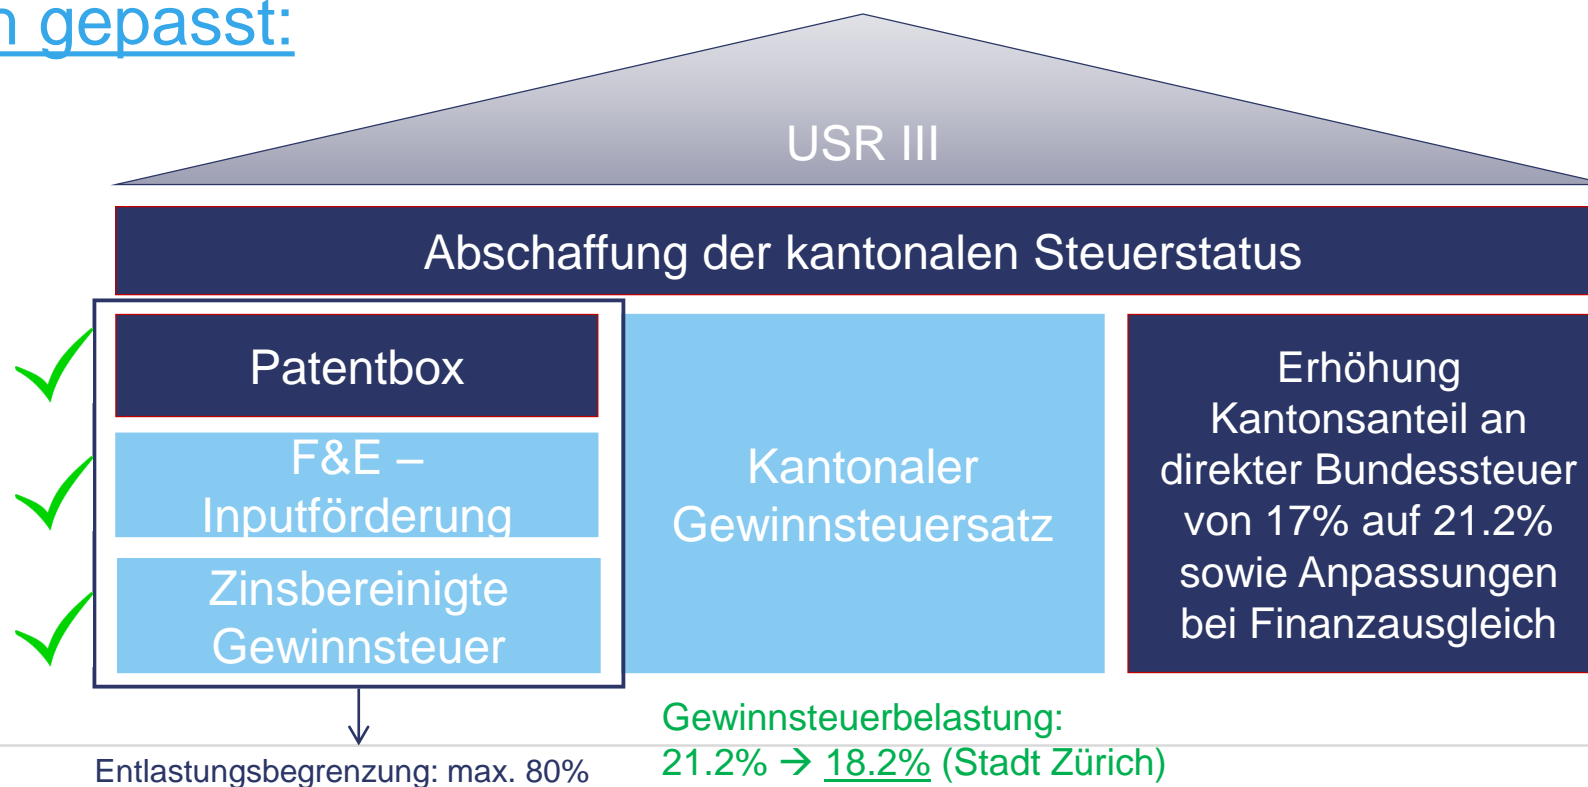 n gepasst:
USR III
Abschaffung der kantonalen Steuerstatus
Patentbox
F&E –
Inputförderung
Zinsbereinigte
Gewinnsteuer
Kantonaler
Gewinnsteuersatz
Erhöhung
Kantonsanteil an
direkter Bundessteuer
von 17% auf 21.2%
sowie Anpassungen
bei Finanzausgleich
Entlastungsbegrenzung: max. 80%
Gewinnsteuerbelastung:
21.2% → 18.2% (Stadt Zürich)